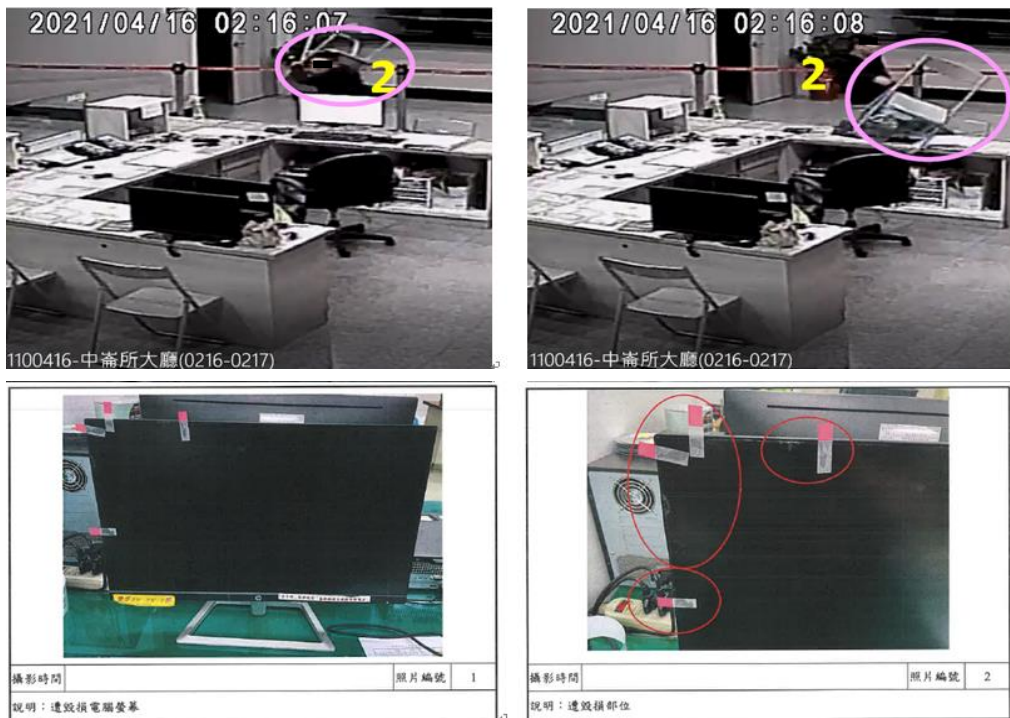 2021/04/16 02:16:07
2
1100416-中崙所大廳(0216-0217)
2021/04/16 02:16:08
2
1100416-中崙所大廳(0216-0217)
攝影時間
照片編號 1
說明：遭毀損電腦螢幕
攝影時間
照片編號 2
說明：遭毀損部位